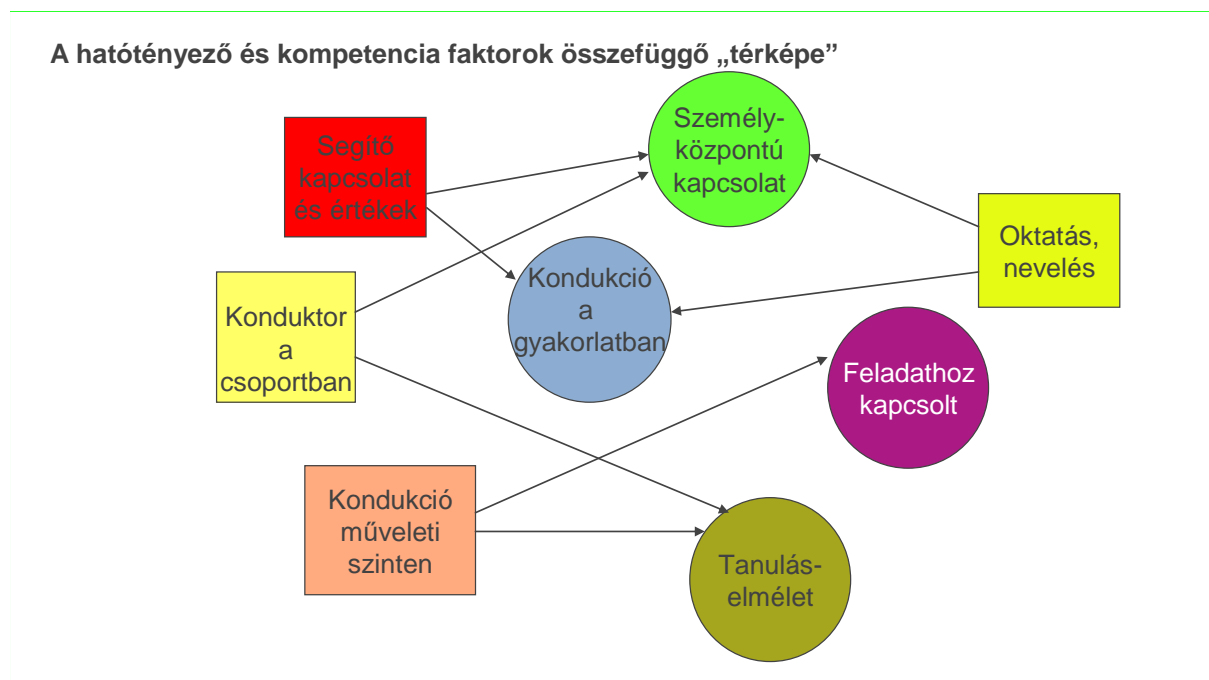 A hatótényező és kompetencia faktorok összefüggő „térképe”
Segítő
kapcsolat
és értékek
Személy-
központú
kapcsolat
Oktatás,
nevelés
Konduktor
a
csoportban
Kondukció
a
gyakorlatban
Feladathoz
kapcsolt
Kondukció
műveleti
szinten
Tanulás-
elmélet